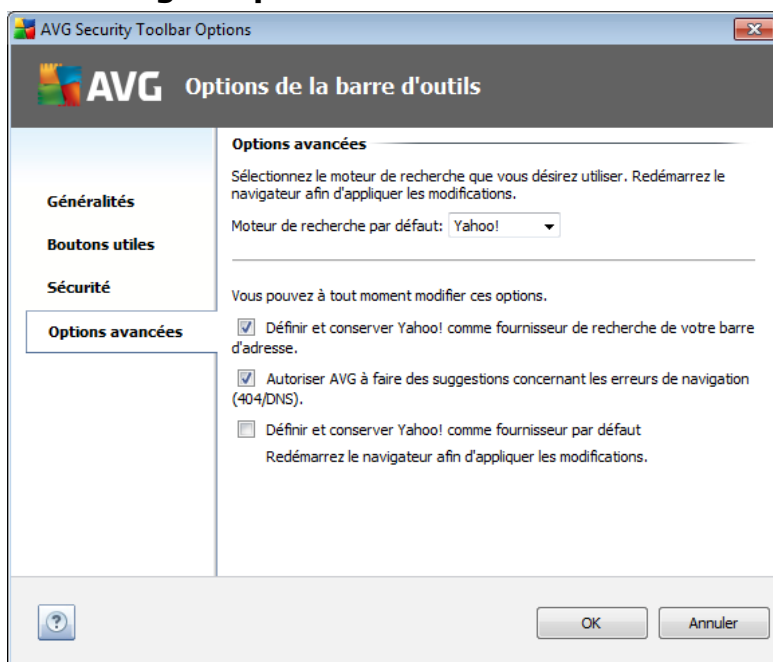 AVG Security Toolbar Options
AVG Options de la barre d'outils
Généralités
Boutons utiles
Sécurité
Options avancées
Options avancées
Sélectionnez le moteur de recherche que vous désirez utiliser. Redémarrez le
navigateur afin d'appliquer les modifications.
Moteur de recherche par défaut: Yahoo!
Vous pouvez à tout moment modifier ces options.
Définir et conserver Yahoo! comme fournisseur de recherche de votre barre
d'adresse.
Autoriser AVG à faire des suggestions concernant les erreurs de navigation
(404/DNS).
Définir et conserver Yahoo! comme fournisseur par défaut
Redémarrez le navigateur afin d'appliquer les modifications.
?
OK Annuler